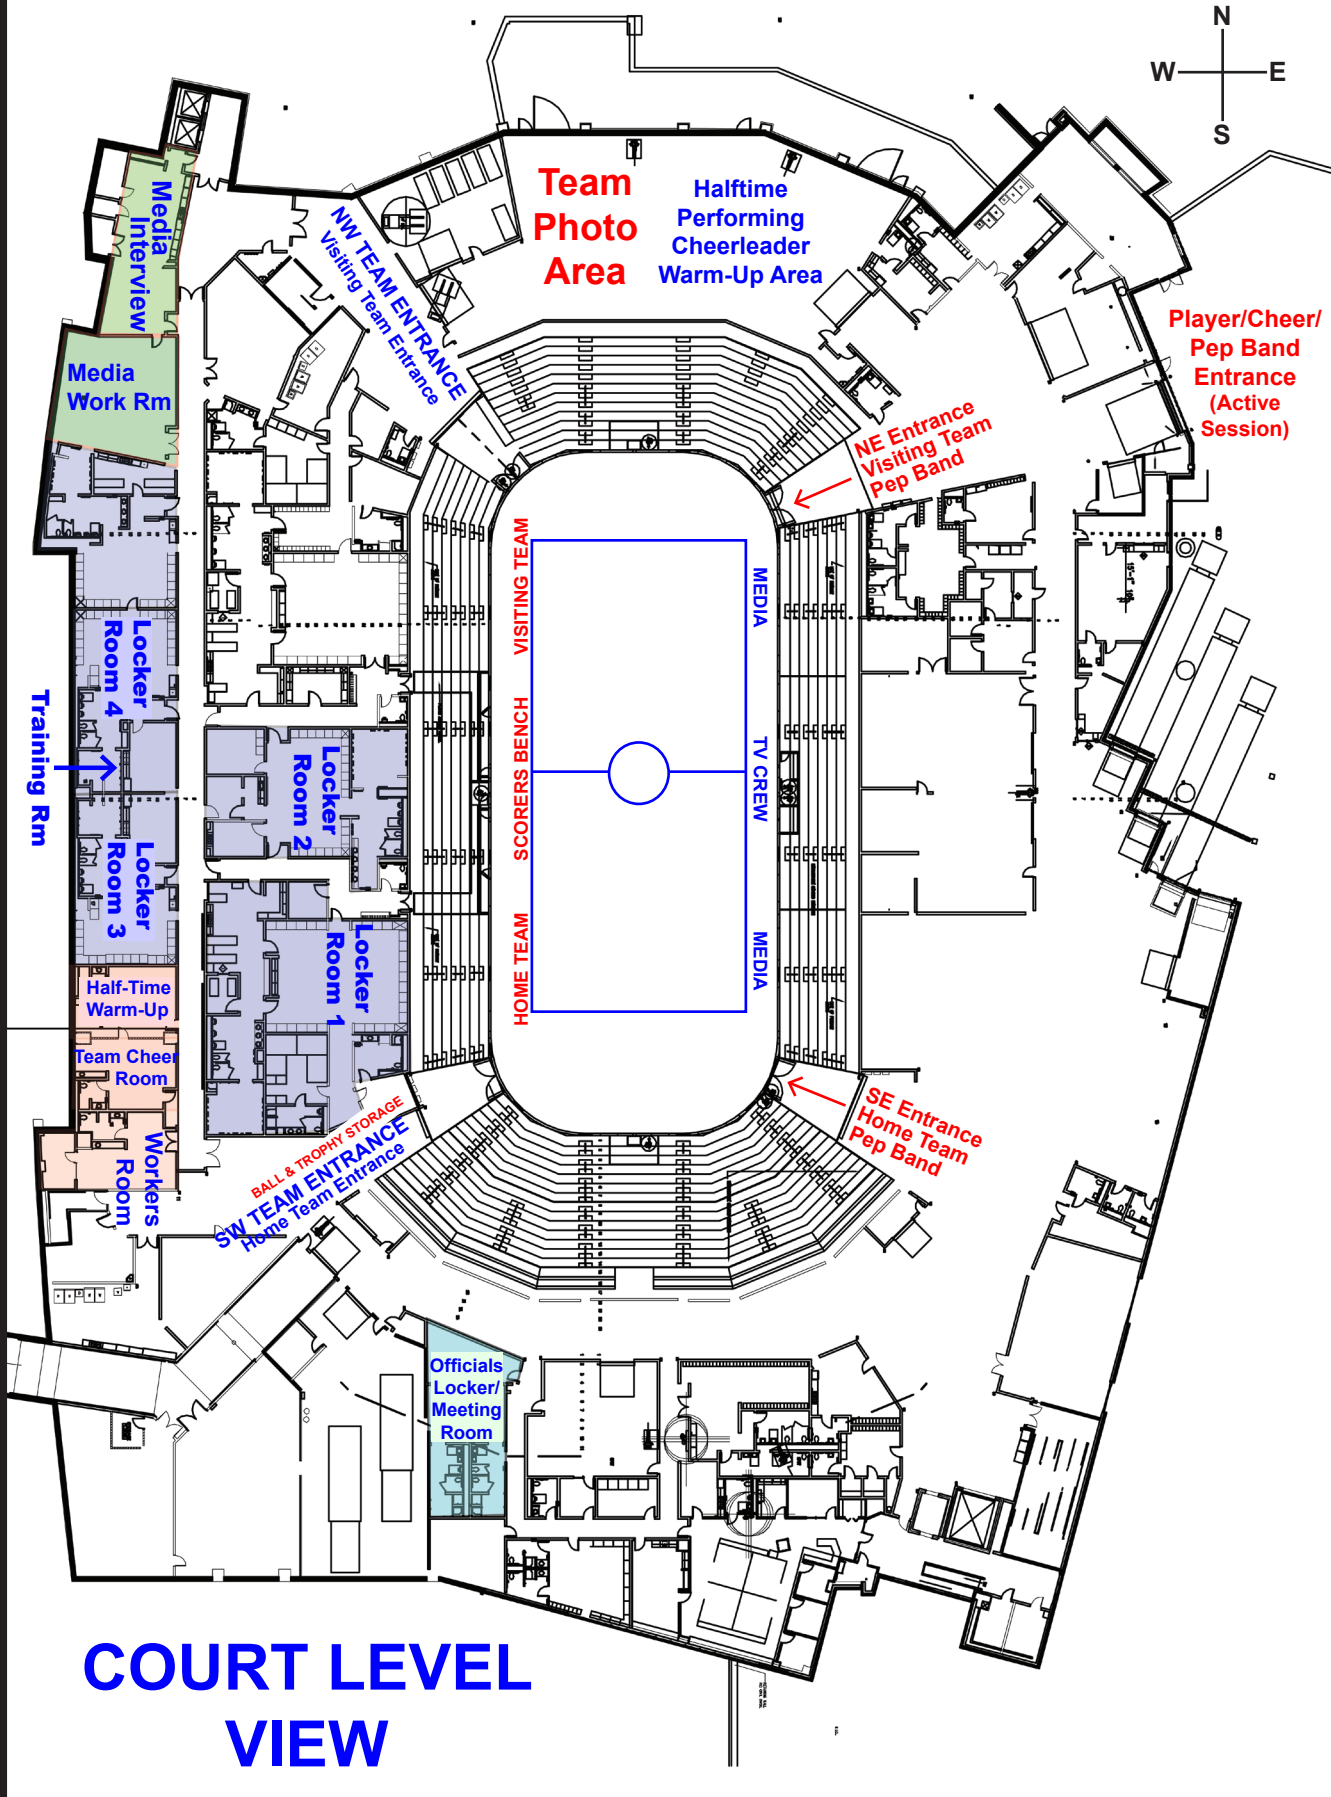 N
W
E
S
Team
Photo
Area
Halftime
Performing
Cheerleader
Warm-Up Area
Media
Interview
NW TEAM ENTRANCE
Visiting Team Entrance
Player/Cheer/
Pep Band
Entrance
(Active
Session)
Media
Work Rm
NE Entrance
Visiting Team
Pep Band
VISITING TEAM
MEDIA
Locker
Room 4
Training Rm
SCORERS BENCH
TV CREW
Locker
Room 2
Locker
Room 3
HOME TEAM
MEDIA
Locker
Room 1
Half-Time
Warm-Up
Team Cheer
Room
Workers
Room
BALL & TROPHY STORAGE
SW TEAM ENTRANCE
Home Team Entrance
SE Entrance
Home Team
Pep Band
Officials
Locker/
Meeting
Room
COURT LEVEL
VIEW